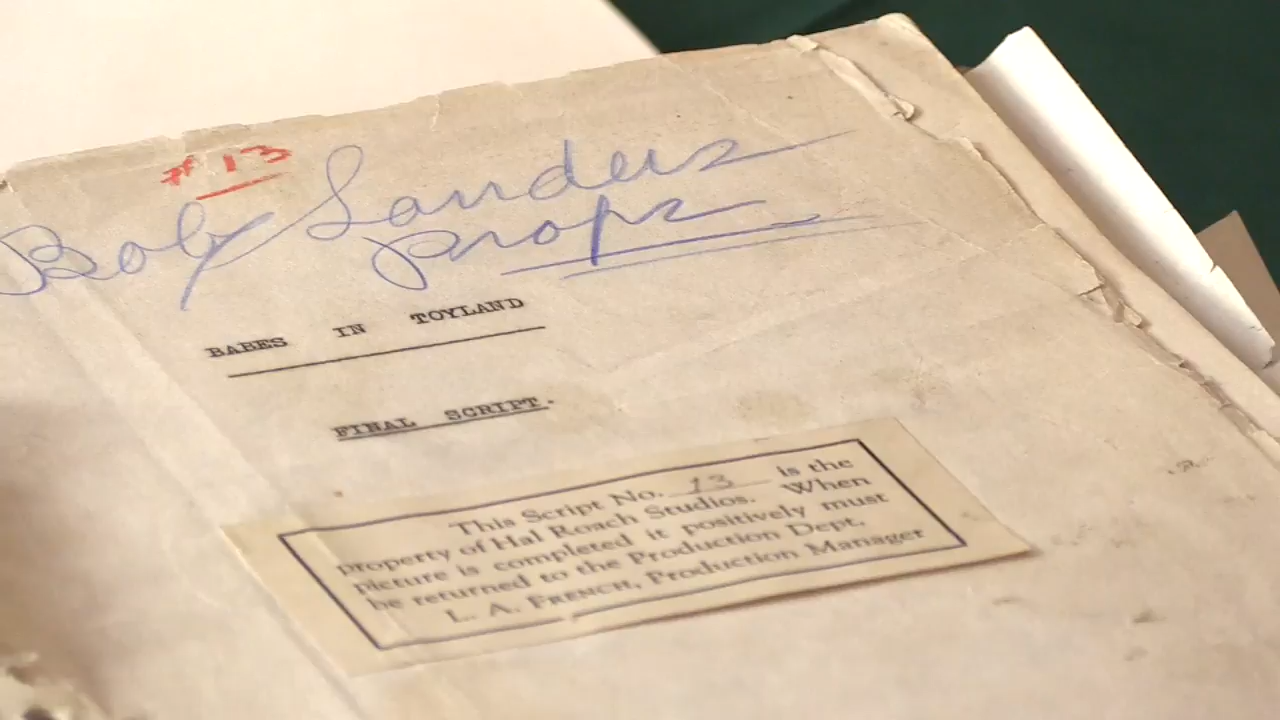 #13
Bob Sanders
Props
BABES IN TOYLAND
FINAL SCRIPT.
This Script No. 13 is the
property of Hal Roach Studios. When
picture is completed it positively must
be returned to the Production Dept.
L. A. FRENCH, Production Manager